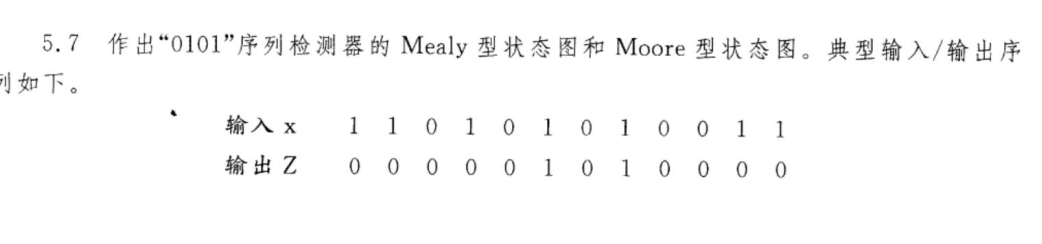 5.7 作出“0101”序列检测器的 Mealy 型状态图和 Moore 型状态图。典型输入/输出序
列如下。
输入 x 1 1 0 1 0 1 0 1 0 0 1 1
输出 Z 0 0 0 0 0 1 0 1 0 0 0 0